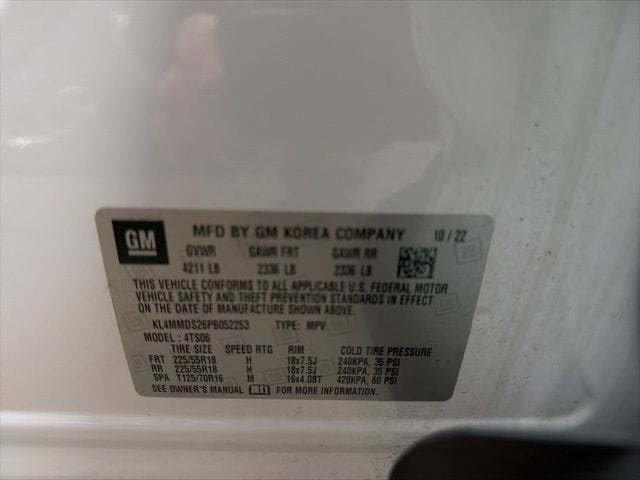 GM
MFD BY GM KOREA COMPANY 10 / 22
GVWR GAWR FRT GAWR RR
4211 LB 2336 LB 2336 LB
THIS VEHICLE CONFORMS TO ALL APPLICABLE U.S. FEDERAL MOTOR
VEHICLE SAFETY AND THEFT PREVENTION STANDARDS IN EFFECT
ON THE DATE OF MANUFACTURE SHOWN ABOVE.
KL4MMDS26PB052253 TYPE: MPV
MODEL : 4TS06
TIRE SIZE SPEED RTG RIM COLD TIRE PRESSURE
FRT 225/55R18 H 18x7.5J 240KPA, 35 PSI
RR 225/55R18 H 18x7.5J 240KPA, 35 PSI
SPA T125/70R16 M 16x4.0BT 420KPA, 60 PSI
SEE OWNER'S MANUAL FOR MORE INFORMATION.